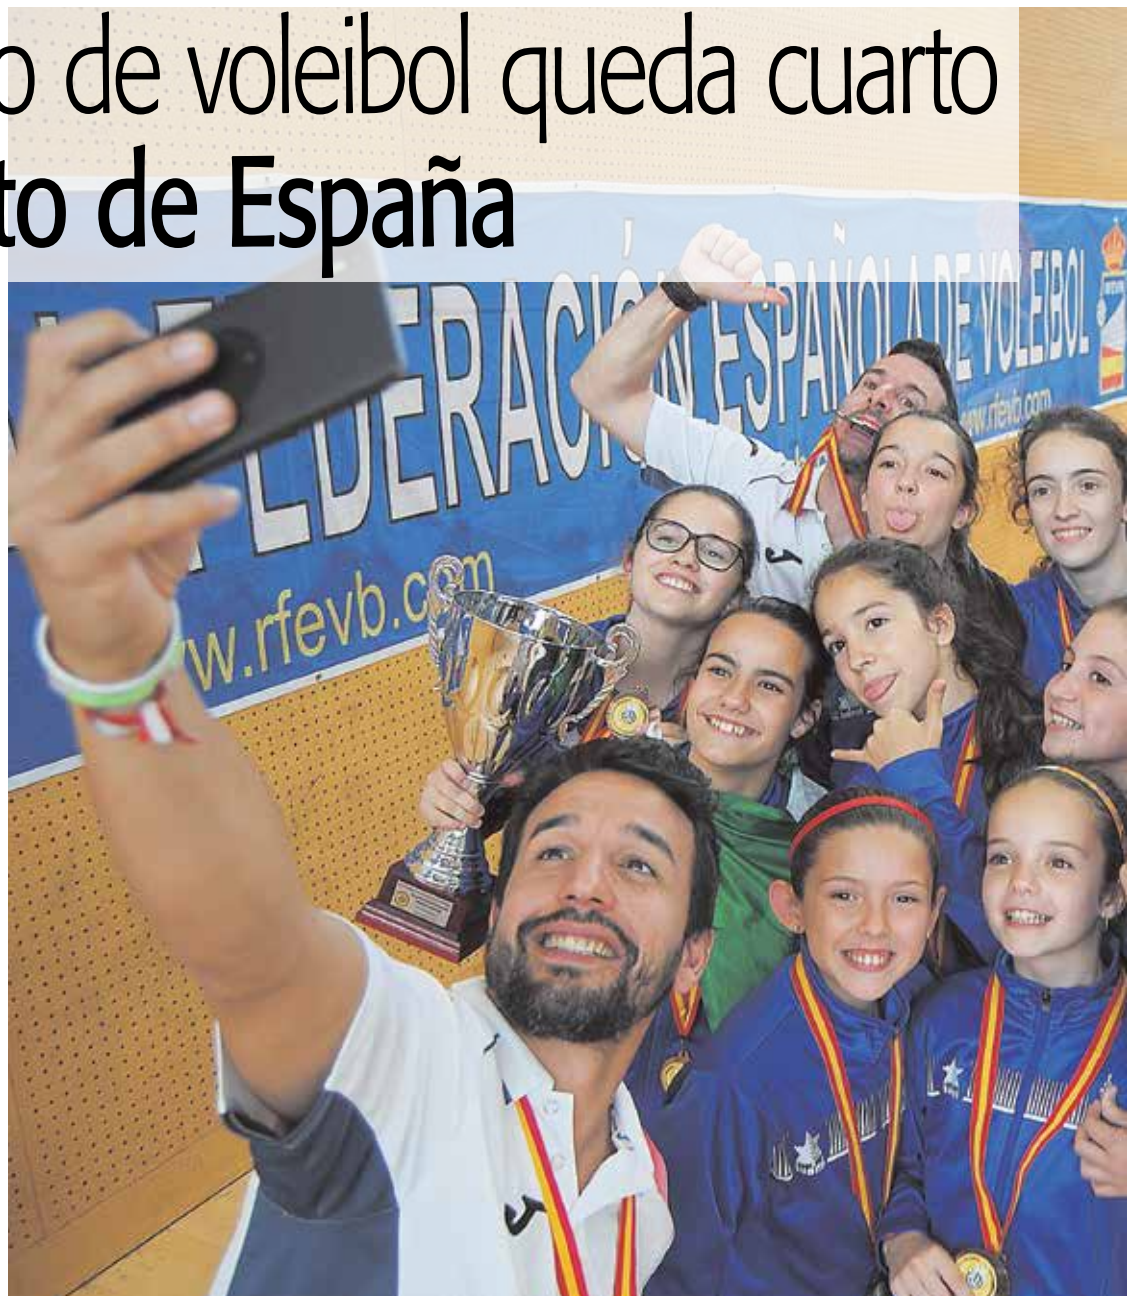 o de voleibol queda cuarto
to de España
FEDERACIÓN ESPAÑOLA DE VOLEIBOL
www.rfevb.com
w.rfevb.com